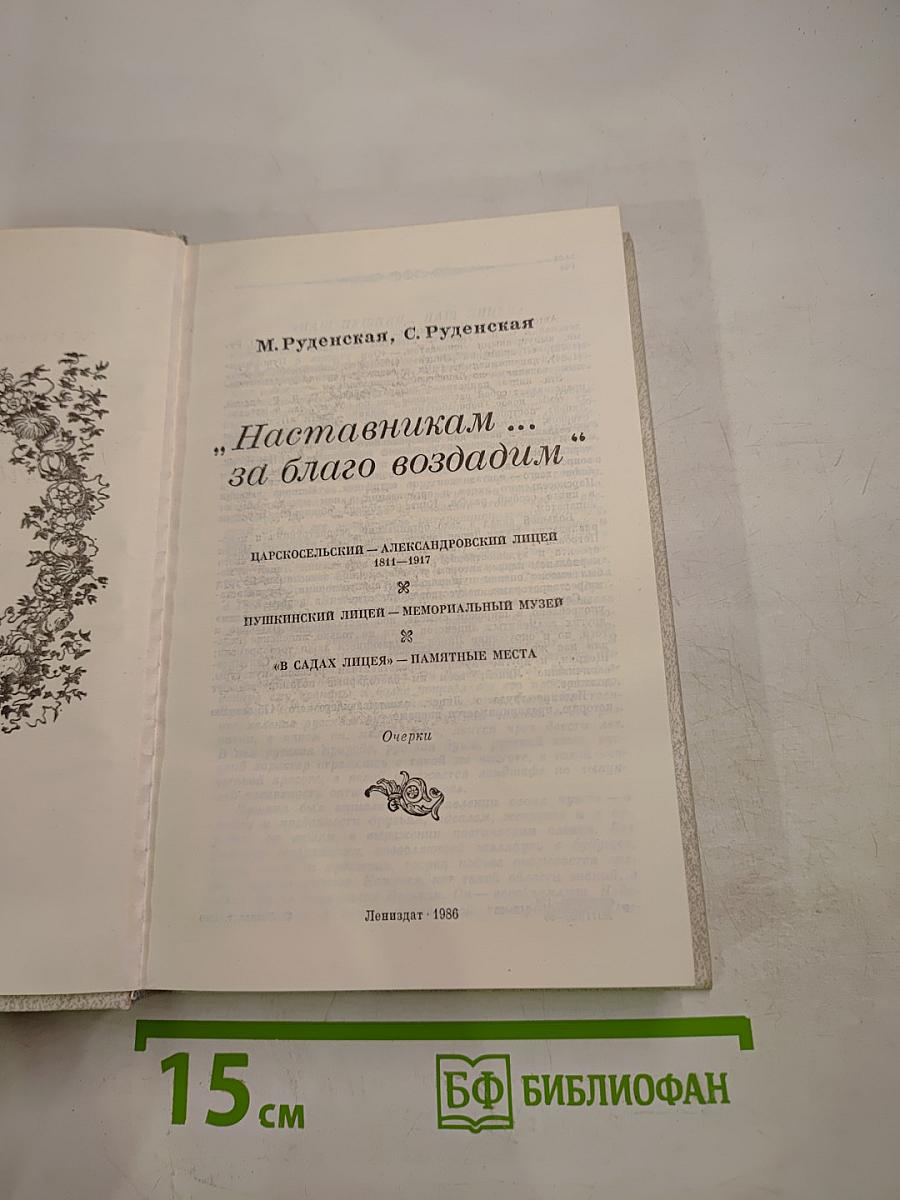 М. Руденская, С. Руденская
„Наставникам ...
за благо воздадим“
ЦАРСКОСЕЛЬСКИЙ — АЛЕКСАНДРОВСКИЙ ЛИЦЕЙ
1811—1917
ПУШКИНСКИЙ ЛИЦЕЙ — МЕМОРИАЛЬНЫЙ МУЗЕЙ
«В САДАХ ЛИЦЕЯ» — ПАМЯТНЫЕ МЕСТА
Очерки
Лениздат · 1986
15 см
БФ БИБЛИОФАН